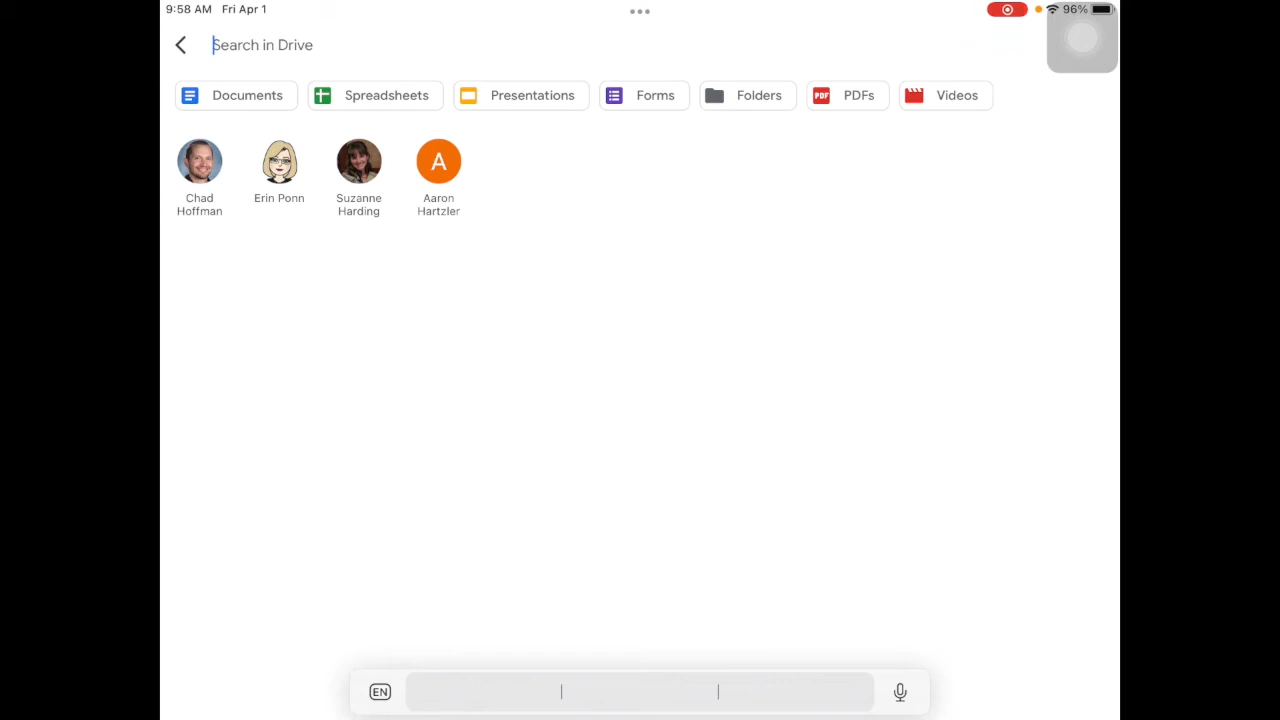 9:58 AM Fri Apr 1
96%
Search in Drive
Documents
Spreadsheets
Presentations
Forms
Folders
PDF PDFs
Videos
Chad
Hoffman
Erin Ponn
Suzanne
Harding
A
Aaron
Hartzler
EN